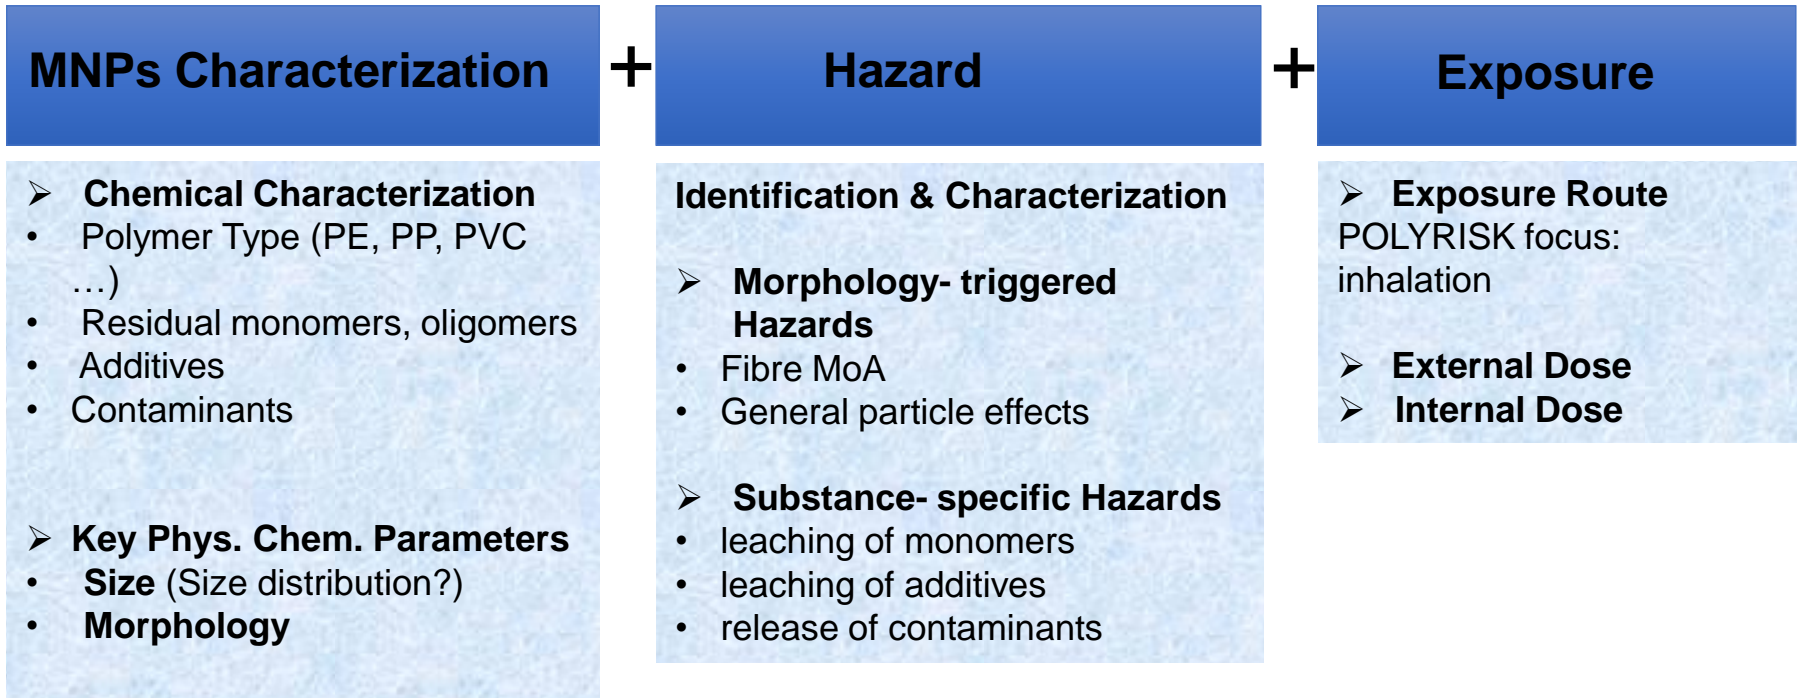 MNPs Characterization
+
Hazard
+
Exposure
➢ Chemical Characterization
• Polymer Type (PE, PP, PVC
…)
• Residual monomers, oligomers
• Additives
• Contaminants
➢ Key Phys. Chem. Parameters
• Size (Size distribution?)
• Morphology
Identification & Characterization
➢ Morphology- triggered
Hazards
• Fibre MoA
• General particle effects
➢ Substance- specific Hazards
• leaching of monomers
• leaching of additives
• release of contaminants
➢ Exposure Route
POLYRISK focus:
inhalation
➢ External Dose
➢ Internal Dose